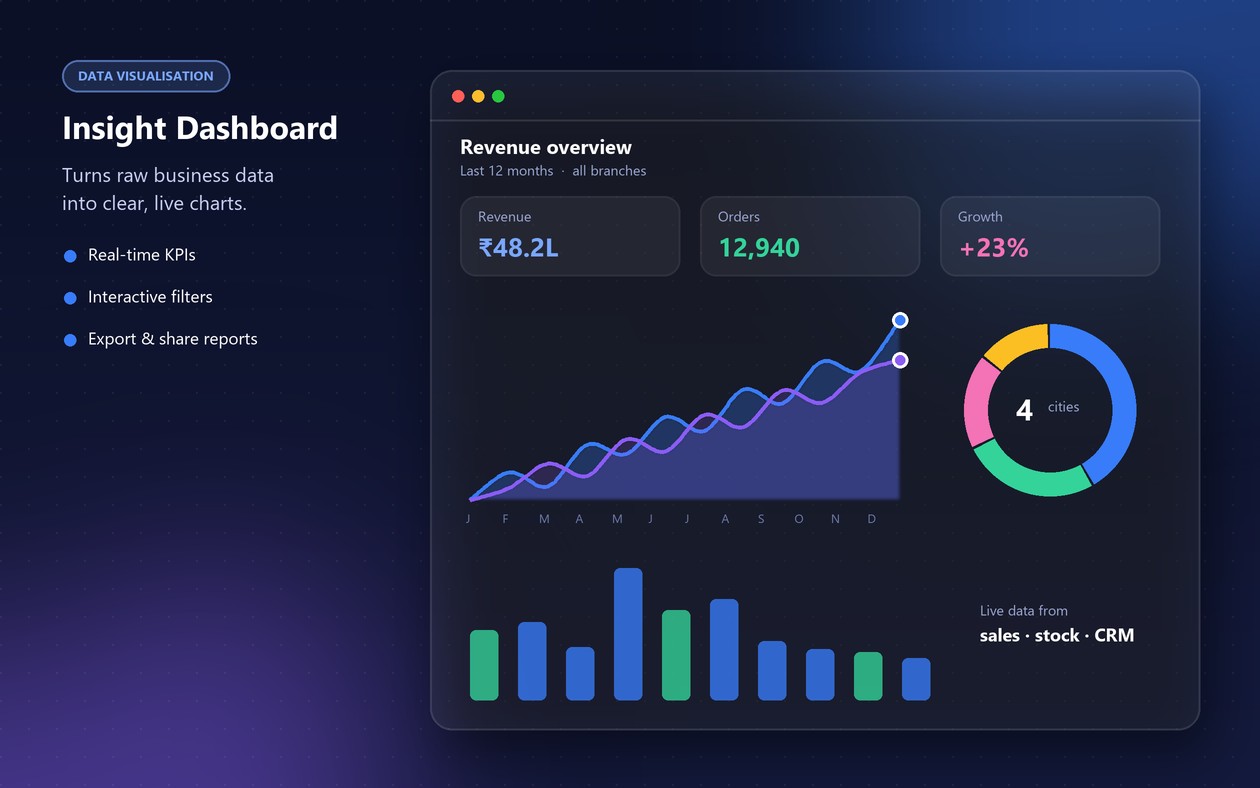 DATA VISUALISATION
Insight Dashboard
Turns raw business data
into clear, live charts.
Real-time KPIs
Interactive filters
Export & share reports
Revenue overview
Last 12 months · all branches
Revenue
₹48.2L
Orders
12,940
Growth
+23%
4 cities
J F M A M J J A S O N D
Live data from
sales · stock · CRM